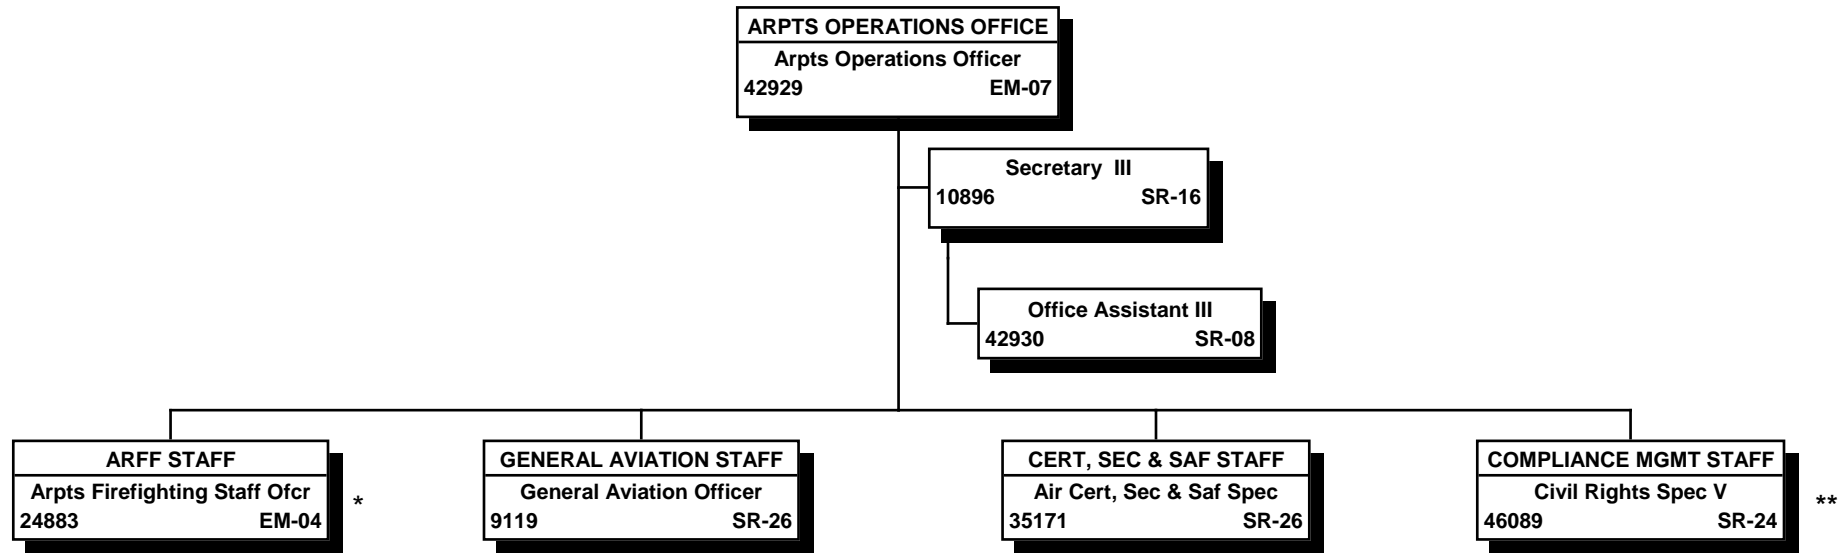 ARPTS OPERATIONS OFFICE
Arpts Operations Officer
42929 EM-07
Secretary III
10896 SR-16
Office Assistant III
42930 SR-08
ARFF STAFF
Arpts Firefighting Staff Ofcr
24883 EM-04
*
GENERAL AVIATION STAFF
General Aviation Officer
9119 SR-26
CERT, SEC & SAF STAFF
Air Cert, Sec & Saf Spec
35171 SR-26
COMPLIANCE MGMT STAFF
Civil Rights Spec V
46089 SR-24
**